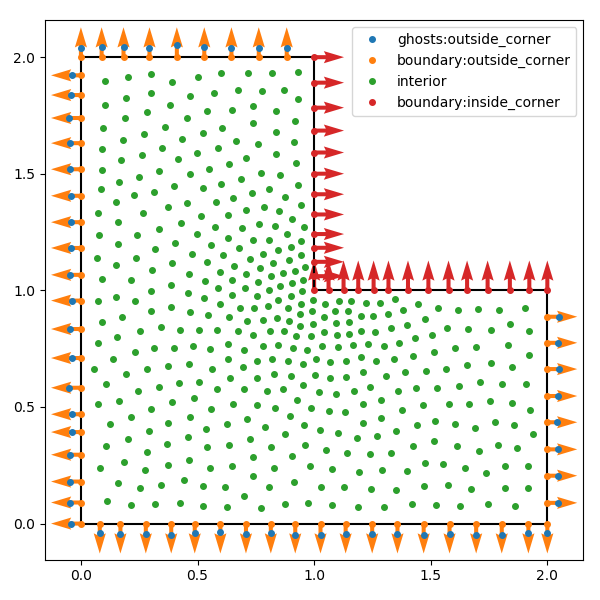 ghosts:outside_corner
boundary:outside_corner
interior
boundary:inside_corner
2.0
1.5
1.0
0.5
0.0
0.0 0.5 1.0 1.5 2.0